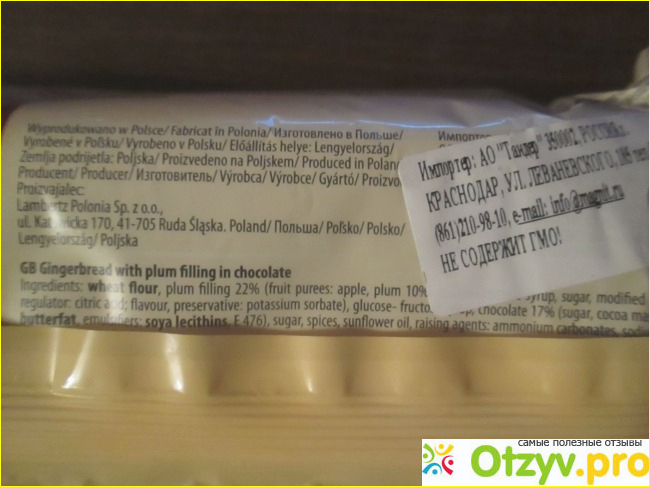 Wyprodukowano w Polsce/ Fabricat în Polonia/ Изготовлено в Польше/
Vyrobené v Poľsku/ Vyrobeno v Polsku/ Előállítás helye: Lengyelország/
Zemlja podrijetla: Poljska/ Proizvedeno na Poljskem/ Produced in Poland
Producent/ Producer/ Изготовитель/ Výrobca/ Výrobce/ Gyártó/
Proizvajalec:
Lambertz Polonia Sp. z o.o.,
ul. Katowicka 170, 41-705 Ruda Śląska. Poland/ Польша/ Poľsko/ Polsko/
Lengyelország/ Poljska
GB Gingerbread with plum filling in chocolate
Ingredients: wheat flour, plum filling 22% (fruit purees: apple, plum 10% syrup, sugar, modified
regulator: citric acid; flavour, preservative: potassium sorbate), glucose- chocolate 17% (sugar, cocoa
butterfat, emulsifiers: soya lecithins, E 476), sugar, spices, sunflower oil, raising agents: ammonium carbonates,
Импортер: АО "Тандер" 350002, РОССИЯ г.
КРАСНОДАР, УЛ. ЛЕВАНЕВСКОГО, 185 тел.
(861)210-98-10, e-mail: info@magnit.ru
НЕ СОДЕРЖИТ ГМО!
самые полезные отзывы
Otzyv.pro